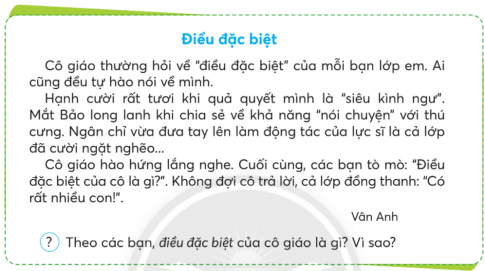 Điều đặc biệt
Cô giáo thường hỏi về “điều đặc biệt” của mỗi bạn lớp em. Ai
cũng đều tự hào nói về mình.
Hạnh cười rất tươi khi quả quyết mình là “siêu kình ngư”.
Mắt Bảo long lanh khi chia sẻ về khả năng “nói chuyện” với thú
cưng. Ngân chỉ vừa đưa tay lên làm động tác của lực sĩ là cả lớp
đã cười ngặt nghẽo...
Cô giáo hào hứng lắng nghe. Cuối cùng, các bạn tò mò: “Điều
đặc biệt của cô là gì?”. Không đợi cô trả lời, cả lớp đồng thanh: “Có
rất nhiều con!”.
Vân Anh
? Theo các bạn, điều đặc biệt của cô giáo là gì? Vì sao?